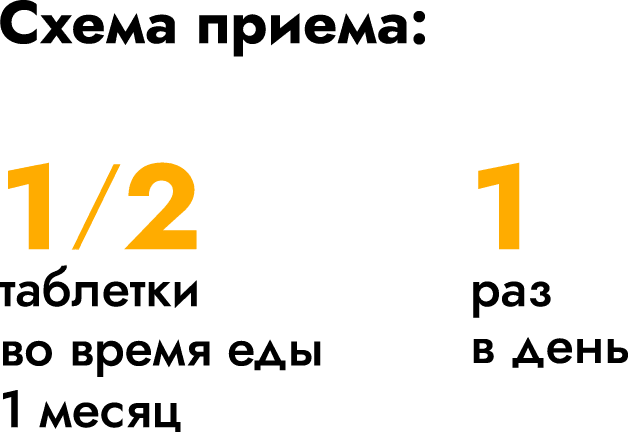 Схема приема:
1/2
таблетки
во время еды
1 месяц
1
раз
в день